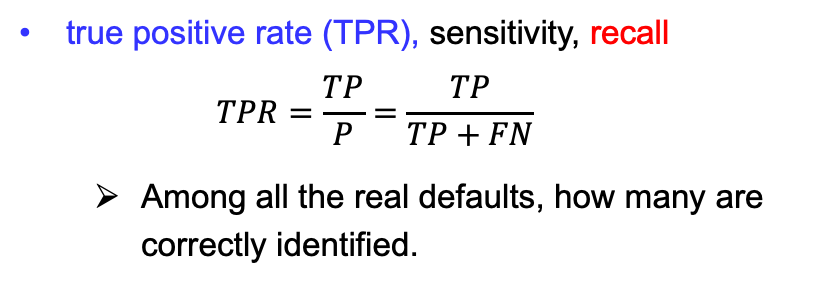 • true positive rate (TPR), sensitivity, recall
TPR = TP/P = TP/(TP + FN)
➢ Among all the real defaults, how many are
correctly identified.